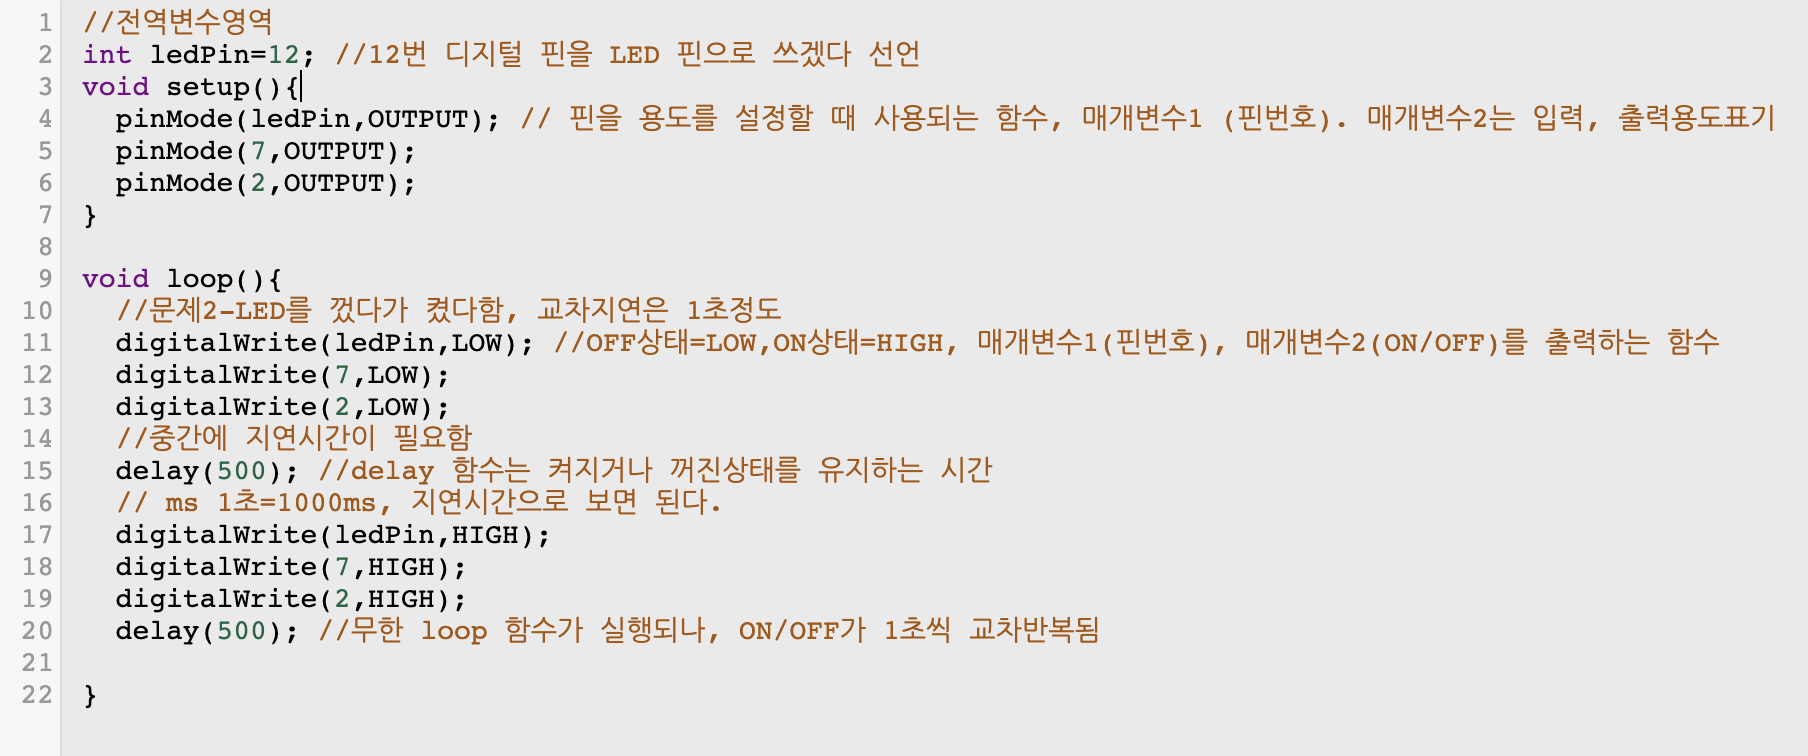 1 //전역변수영역
2 int ledPin=12; //12번 디지털 핀을 LED 핀으로 쓰겠다 선언
3 void setup(){
4   pinMode(ledPin,OUTPUT); // 핀을 용도를 설정할 때 사용되는 함수, 매개변수1 (핀번호). 매개변수2는 입력, 출력용도표기
5   pinMode(7,OUTPUT);
6   pinMode(2,OUTPUT);
7 }
8
9 void loop(){
10   //문제2-LED를 껐다가 켰다함, 교차지연은 1초정도
11   digitalWrite(ledPin,LOW); //OFF상태=LOW,ON상태=HIGH, 매개변수1(핀번호), 매개변수2(ON/OFF)를 출력하는 함수
12   digitalWrite(7,LOW);
13   digitalWrite(2,LOW);
14   //중간에 지연시간이 필요함
15   delay(500); //delay 함수는 켜지거나 꺼진상태를 유지하는 시간
16   // ms 1초=1000ms, 지연시간으로 보면 된다.
17   digitalWrite(ledPin,HIGH);
18   digitalWrite(7,HIGH);
19   digitalWrite(2,HIGH);
20   delay(500); //무한 loop 함수가 실행되나, ON/OFF가 1초씩 교차반복됨
21
22 }